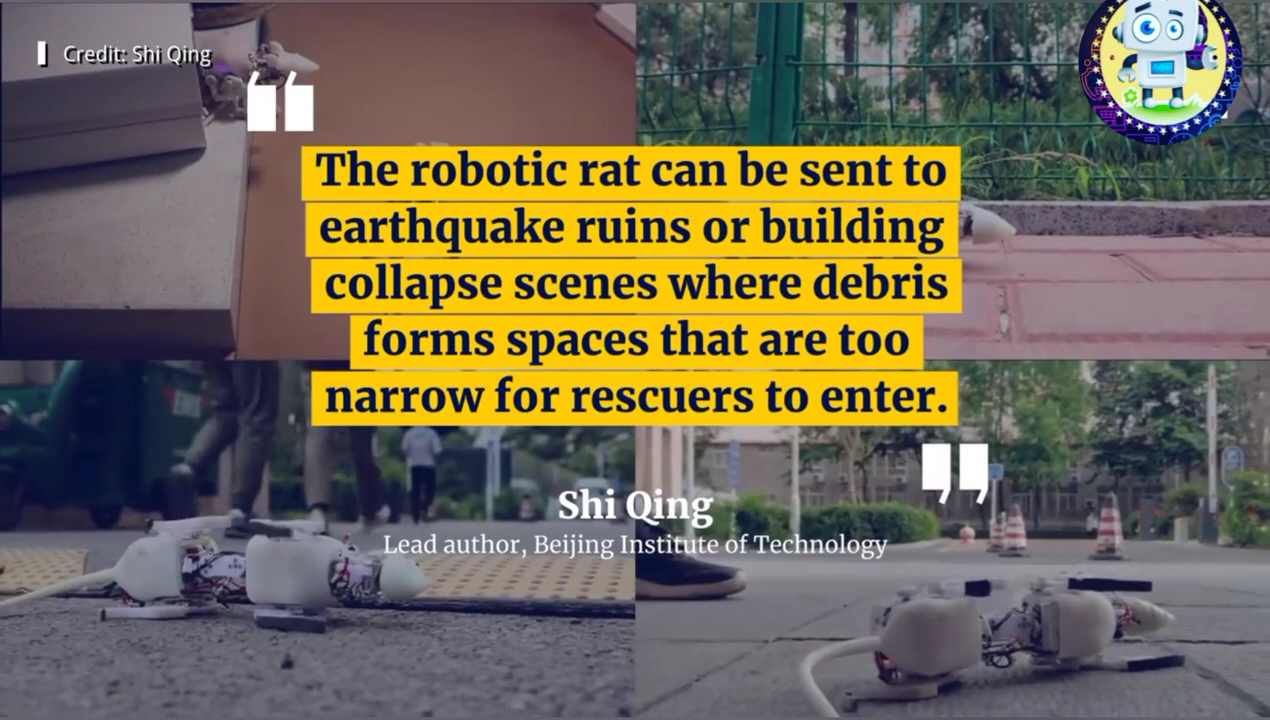 Credit: Shi Qing
The robotic rat can be sent to
earthquake ruins or building
collapse scenes where debris
forms spaces that are too
narrow for rescuers to enter.
Shi Qing
Lead author, Beijing Institute of Technology